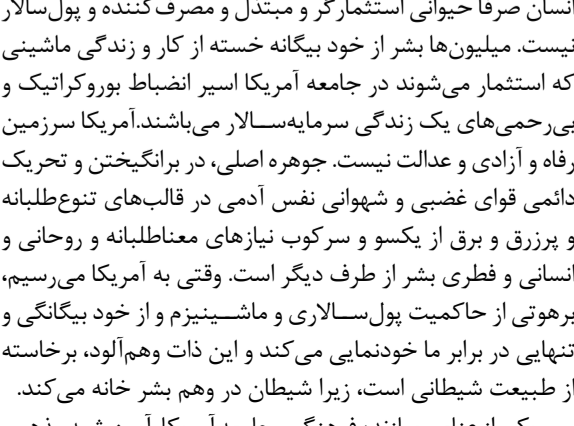 انسان صرفا حیوانی استثمارگر و مبتذل و مصرف‌کننده و پول‌سالار
نیست. میلیون‌ها بشر از خود بیگانه خسته از کار و زندگی ماشینی
که استثمار می‌شوند در جامعه آمریکا اسیر انضباط بوروکراتیک و
بی‌رحمی‌های یک زندگی سرمایه‌ســالار می‌باشند.آمریکا سرزمین
رفاه و آزادی و عدالت نیست. جوهره اصلی، در برانگیختن و تحریک
دائمی قوای غضبی و شهوانی نفس آدمی در قالب‌های تنوع‌طلبانه
و پرزرق و برق از یکسو و سرکوب نیازهای معناطلبانه و روحانی و
انسانی و فطری بشر از طرف دیگر است. وقتی به آمریکا می‌رسیم،
برهوتی از حاکمیت پول‌ســالاری و ماشــینیزم و از خود بیگانگی و
تنهایی در برابر ما خودنمایی می‌کند و این ذات وهم‌آلود، برخاسته
از طبیعت شیطانی است، زیرا شیطان در وهم بشر خانه می‌کند.